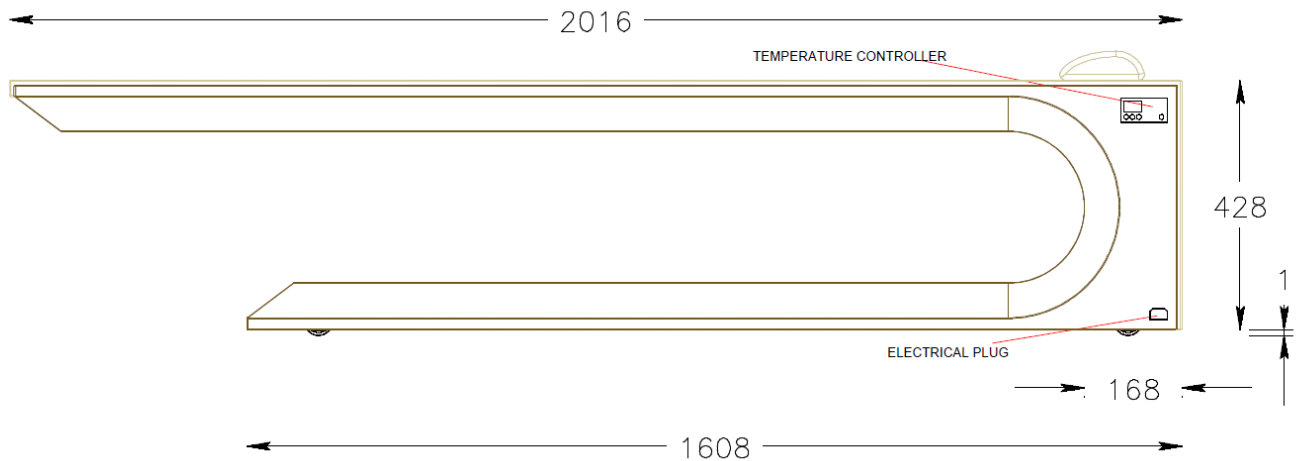 2016
TEMPERATURE CONTROLLER
428
1
ELECTRICAL PLUG
168
1608